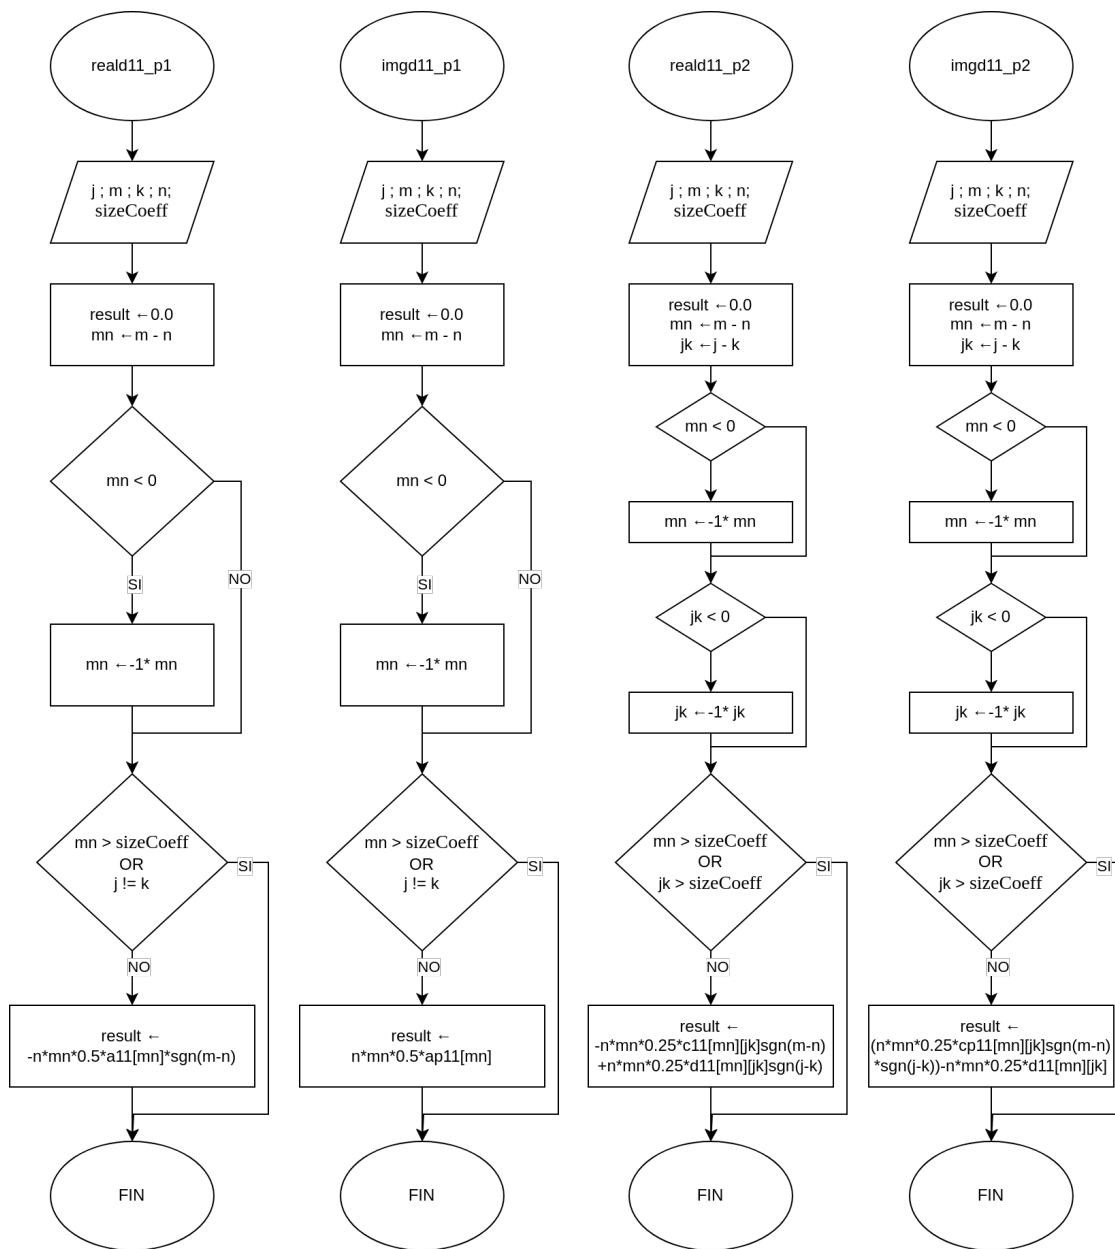 reald11_p1
j ; m ; k ; n;
sizeCoeff
result ←0.0
mn ←m - n
mn < 0
SI
NO
mn ←-1* mn
mn > sizeCoeff
OR
j != k
SI
NO
result ←
-n*mn*0.5*a11[mn]*sgn(m-n)
FIN
imgd11_p1
j ; m ; k ; n;
sizeCoeff
result ←0.0
mn ←m - n
mn < 0
SI
NO
mn ←-1* mn
mn > sizeCoeff
OR
j != k
SI
NO
result ←
n*mn*0.5*ap11[mn]
FIN
reald11_p2
j ; m ; k ; n;
sizeCoeff
result ←0.0
mn ←m - n
jk ←j - k
mn < 0
mn ←-1* mn
jk < 0
jk ←-1* jk
mn > sizeCoeff
OR
jk > sizeCoeff
SI
NO
result ←
-n*mn*0.25*c11[mn][jk]sgn(m-n)
+n*mn*0.25*d11[mn][jk]sgn(j-k)
FIN
imgd11_p2
j ; m ; k ; n;
sizeCoeff
result ←0.0
mn ←m - n
jk ←j - k
mn < 0
mn ←-1* mn
jk < 0
jk ←-1* jk
mn > sizeCoeff
OR
jk > sizeCoeff
SI
NO
result ←
(n*mn*0.25*cp11[mn][jk]sgn(m-n)
*sgn(j-k))-n*mn*0.25*d11[mn][jk]
FIN